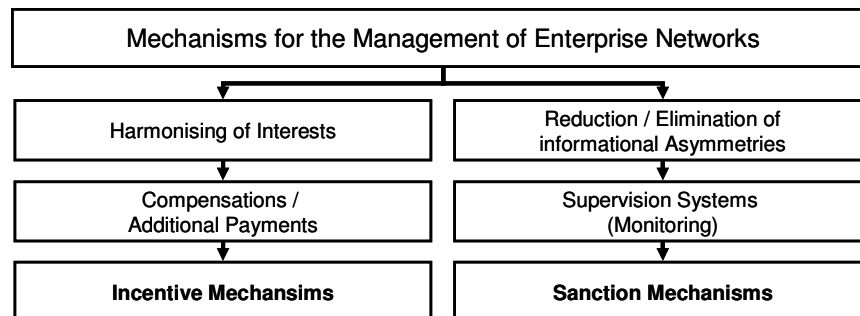 Mechanisms for the Management of Enterprise Networks
Harmonising of Interests
Reduction / Elimination of
informational Asymmetries
Compensations /
Additional Payments
Supervision Systems
(Monitoring)
Incentive Mechansims
Sanction Mechanisms